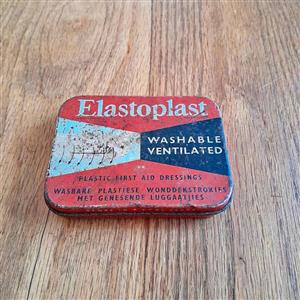 Elastoplast
WASHABLE
VENTILATED
PLASTIC FIRST AID DRESSINGS
WASBARE PLASTIESE WONDDEKSTROKIES
MET GENESENDE LUGGAATJIES